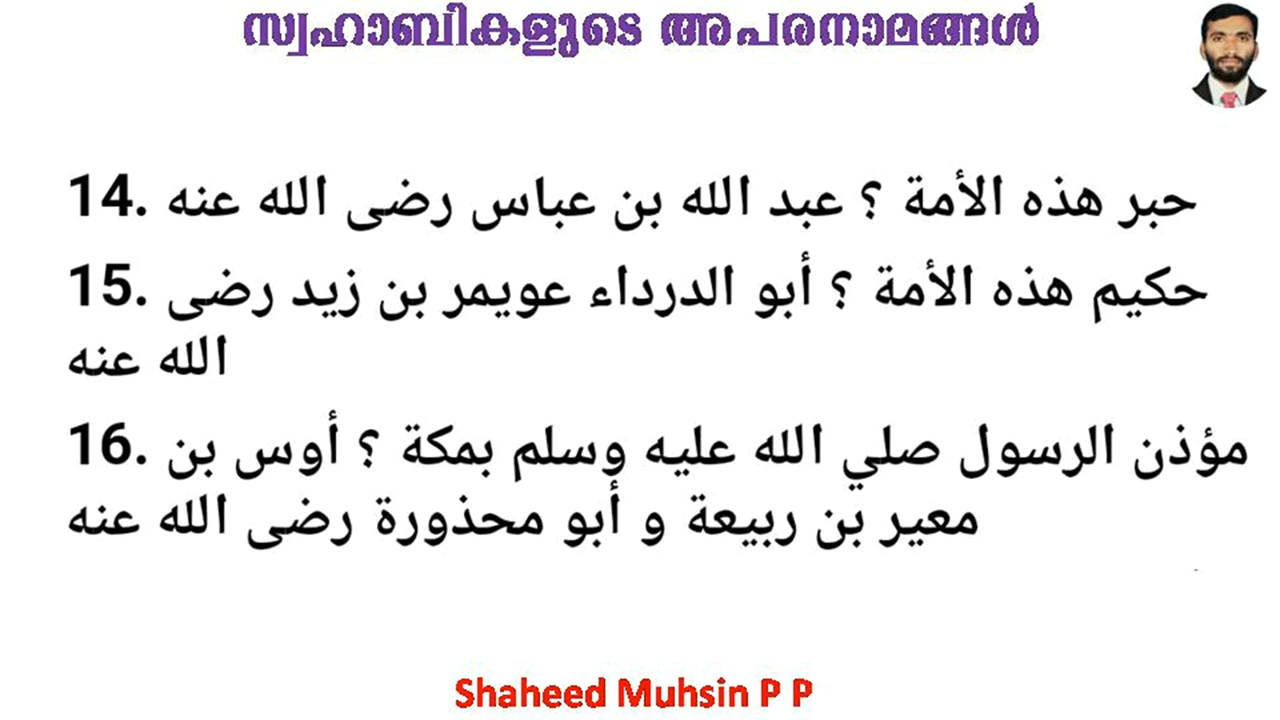 സ്വഹാബികളുടെ അപരനാമങ്ങൾ
14. حبر هذه الأمة ؟ عبد الله بن عباس رضى الله عنه
15. حكيم هذه الأمة ؟ أبو الدرداء عويمر بن زيد رضى
الله عنه
16. مؤذن الرسول صلي الله عليه وسلم بمكة ؟ أوس بن
معير بن ربيعة و أبو محذورة رضى الله عنه
Shaheed Muhsin P P